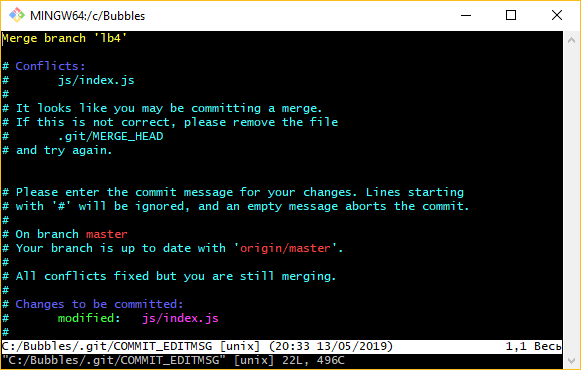 MINGW64:/c/Bubbles
Merge branch 'lb4'
# Conflicts:
#       js/index.js
#
# It looks like you may be committing a merge.
# If this is not correct, please remove the file
#       .git/MERGE_HEAD
# and try again.
# Please enter the commit message for your changes. Lines starting
# with '#' will be ignored, and an empty message aborts the commit.
#
# On branch master
# Your branch is up to date with 'origin/master'.
#
# All conflicts fixed but you are still merging.
#
# Changes to be committed:
#       modified:   js/index.js
#
C:/Bubbles/.git/COMMIT_EDITMSG [unix] (20:33 13/05/2019) 1,1 Весь
"C:/Bubbles/.git/COMMIT_EDITMSG" [unix] 22L, 496C